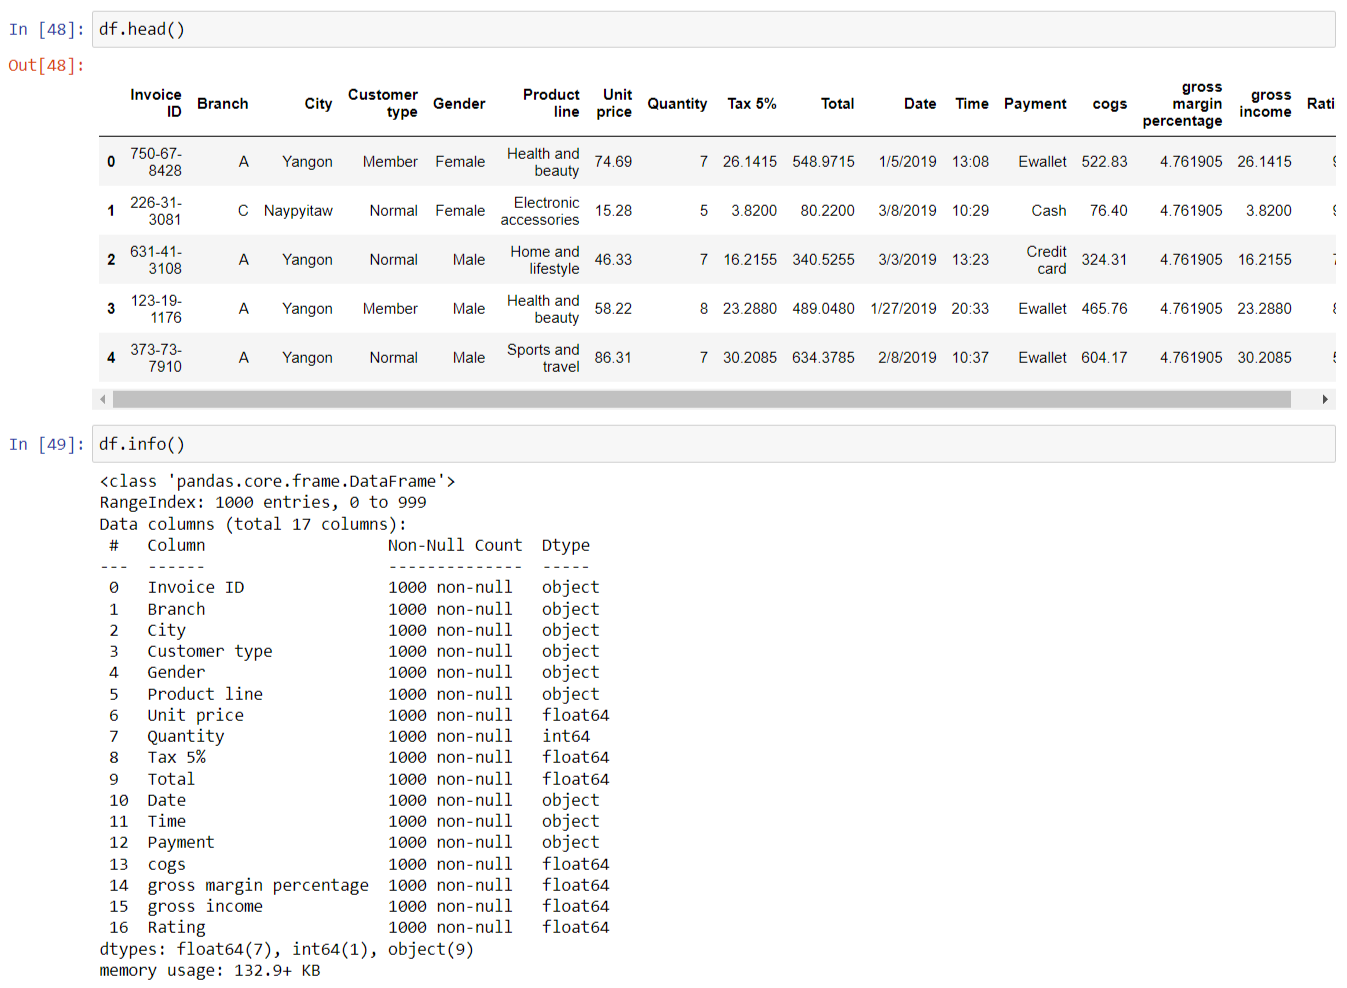 In [48]: df.head()
Out[48]:
Invoice ID Branch City Customer type Gender Product line Unit price Quantity Tax 5% Total Date Time Payment cogs gross margin percentage gross income
0 750-67-8428 A Yangon Member Female Health and beauty 74.69 7 26.1415 548.9715 1/5/2019 13:08 Ewallet 522.83 4.761905 26.1415
1 226-31-3081 C Naypyitaw Normal Female Electronic accessories 15.28 5 3.8200 80.2200 3/8/2019 10:29 Cash 76.40 4.761905 3.8200
2 631-41-3108 A Yangon Normal Male Home and lifestyle 46.33 7 16.2155 340.5255 3/3/2019 13:23 Credit card 324.31 4.761905 16.2155
3 123-19-1176 A Yangon Member Male Health and beauty 58.22 8 23.2880 489.0480 1/27/2019 20:33 Ewallet 465.76 4.761905 23.2880
4 373-73-7910 A Yangon Normal Male Sports and travel 86.31 7 30.2085 634.3785 2/8/2019 10:37 Ewallet 604.17 4.761905 30.2085
In [49]: df.info()
<class 'pandas.core.frame.DataFrame'>
RangeIndex: 1000 entries, 0 to 999
Data columns (total 17 columns):
# Column Non-Null Count Dtype
--- ------ -------------- -----
0 Invoice ID 1000 non-null object
1 Branch 1000 non-null object
2 City 1000 non-null object
3 Customer type 1000 non-null object
4 Gender 1000 non-null object
5 Product line 1000 non-null object
6 Unit price 1000 non-null float64
7 Quantity 1000 non-null int64
8 Tax 5% 1000 non-null float64
9 Total 1000 non-null float64
10 Date 1000 non-null object
11 Time 1000 non-null object
12 Payment 1000 non-null object
13 cogs 1000 non-null float64
14 gross margin percentage 1000 non-null float64
15 gross income 1000 non-null float64
16 Rating 1000 non-null float64
dtypes: float64(7), int64(1), object(9)
memory usage: 132.9+ KB